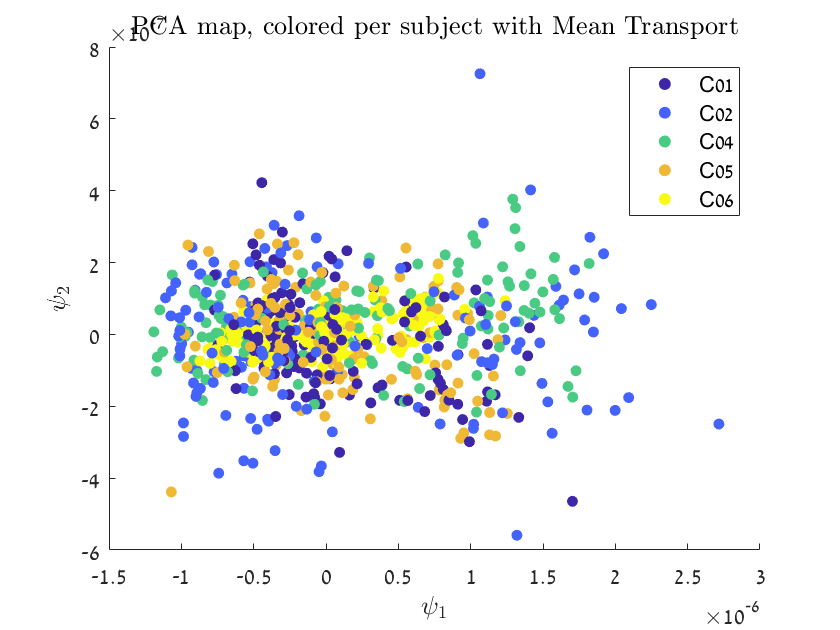 PCA map, colored per subject with Mean Transport
×10⁻⁷
8
6
4
2
0
-2
-4
-6
ψ₂
C01
C02
C04
C05
C06
-1.5 -1 -0.5 0 0.5 1 1.5 2 2.5 3
ψ₁
×10⁻⁶